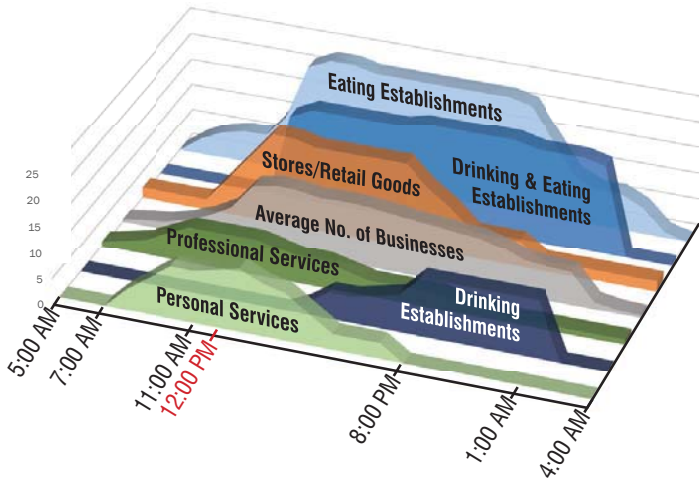 Eating Establishments
Drinking & Eating
Establishments
Stores/Retail Goods
Average No. of Businesses
Professional Services
Drinking
Establishments
Personal Services
25
20
15
10
5
0
5:00 AM
7:00 AM
11:00 AM
12:00 PM
8:00 PM
1:00 AM
4:00 AM